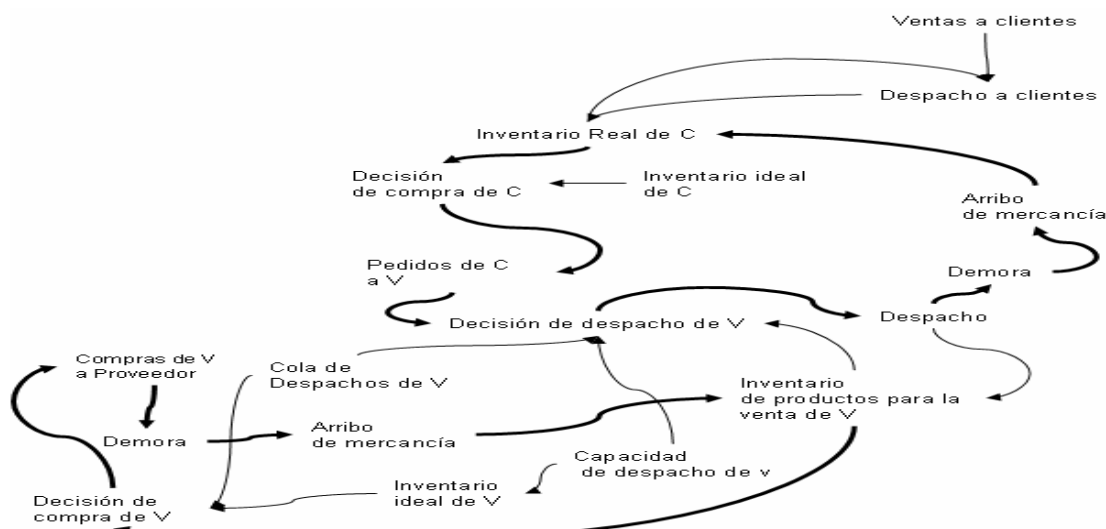 Ventas a clientes
Despacho a clientes
Inventario Real de C
Decisión
de compra de C
Inventario ideal
de C
Arribo
de mercancía
Pedidos de C
a V
Demora
Decisión de despacho de V
Despacho
Compras de V
a Proveedor
Cola de
Despachos de V
Inventario
de productos para la
venta de V
Demora
Arribo
de mercancía
Capacidad
de despacho de v
Inventario
ideal de V
Decisión de
compra de V